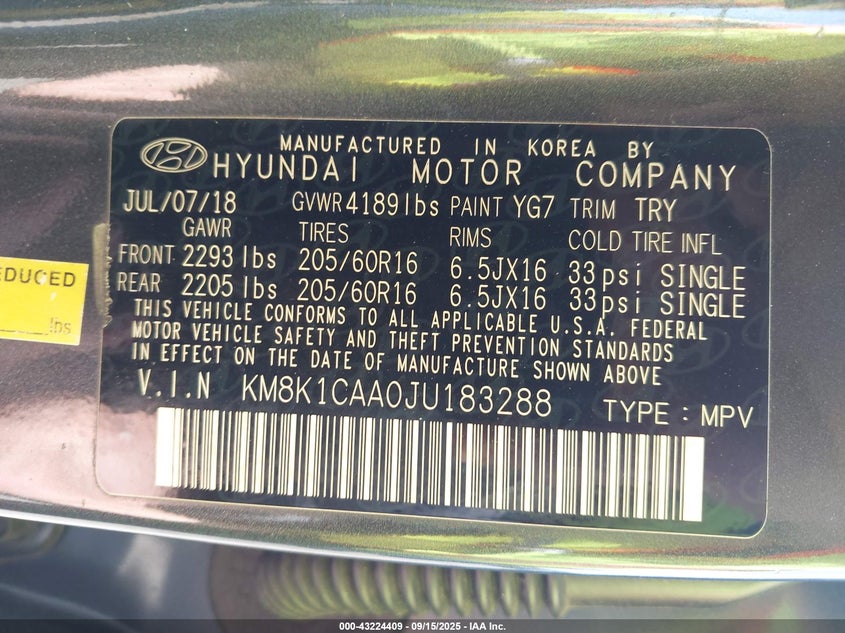 MANUFACTURED IN KOREA BY
HYUNDAI MOTOR COMPANY
JUL/07/18 GVWR 4189lbs PAINT YG7 TRIM TRY
GAWR TIRES RIMS COLD TIRE INFL
FRONT 2293 lbs 205/60R16 6.5JX16 33psi SINGLE
REAR 2205 lbs 205/60R16 6.5JX16 33psi SINGLE
THIS VEHICLE CONFORMS TO ALL APPLICABLE U.S.A. FEDERAL
MOTOR VEHICLE SAFETY AND THEFT PREVENTION STANDARDS
IN EFFECT ON THE DATE OF MANUFACTURE SHOWN ABOVE
V.I.N KM8K1CAA0JU183288 TYPE : MPV
lbs
000-43224409 - 09/15/2025 - IAA Inc.